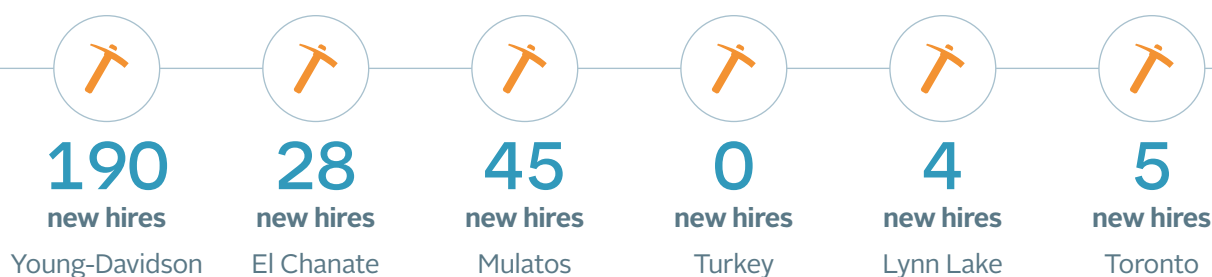 190 28 45 0 4 5
new hires new hires new hires new hires new hires new hires
Young-Davidson El Chanate Mulatos Turkey Lynn Lake Toronto